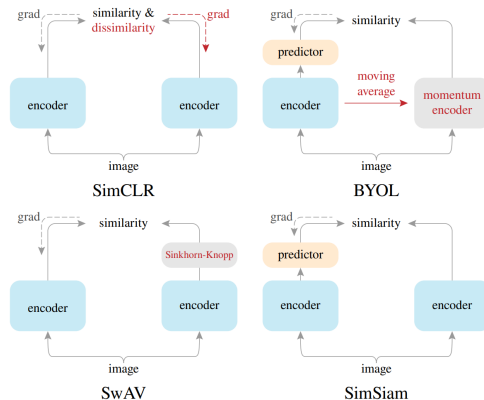 grad
similarity &
dissimilarity
grad
encoder
encoder
image
SimCLR
grad
similarity
predictor
encoder
moving
average
momentum
encoder
image
BYOL
grad
similarity
Sinkhorn-Knopp
encoder
encoder
image
SwAV
grad
similarity
predictor
encoder
encoder
image
SimSiam